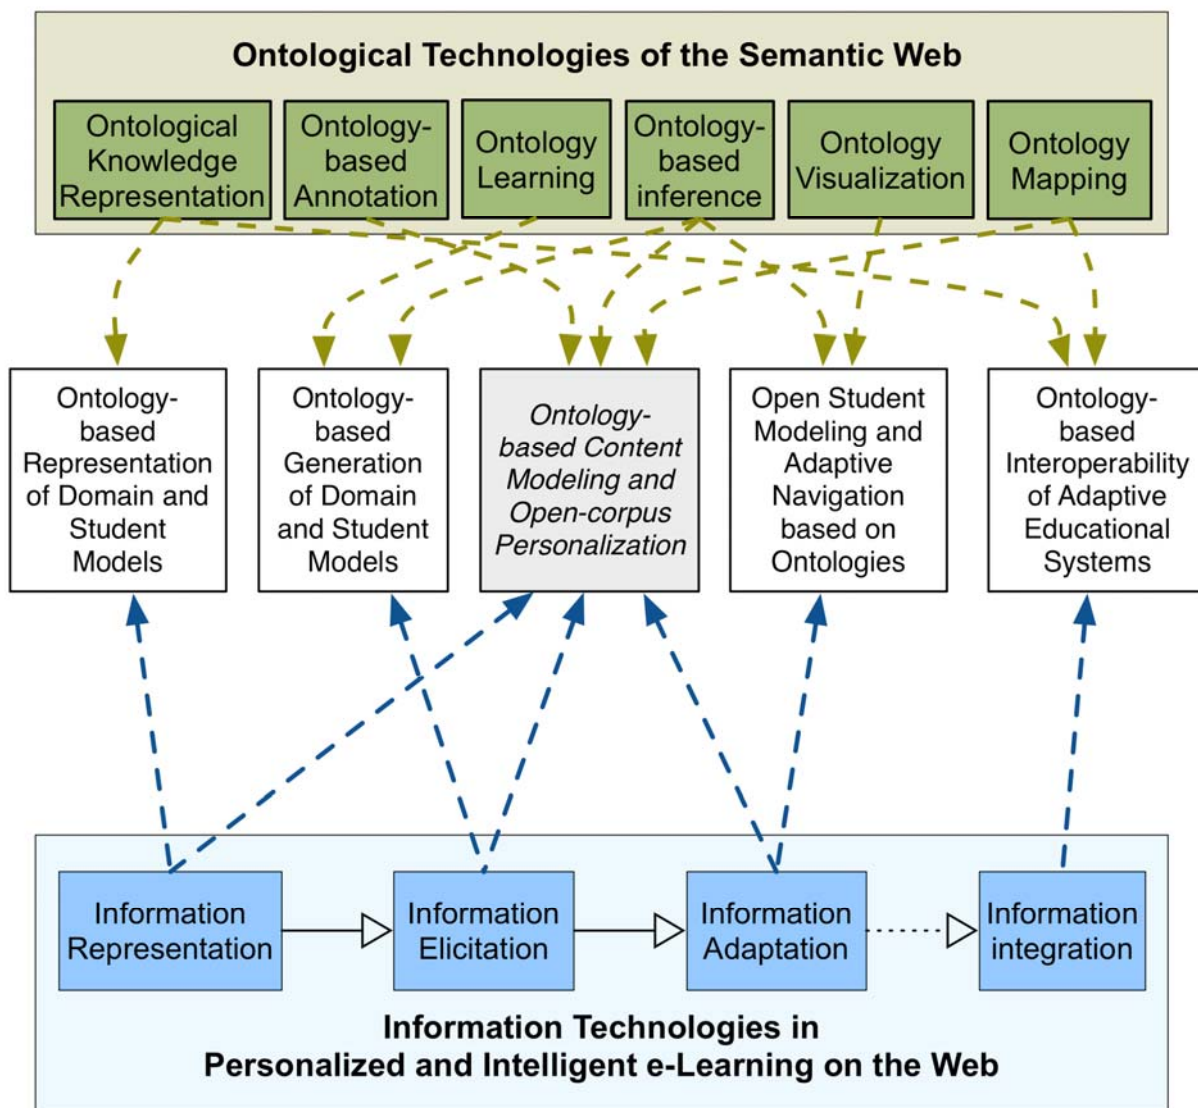 Ontological Technologies of the Semantic Web
Ontological
Knowledge
Representation
Ontology-
based
Annotation
Ontology
Learning
Ontology-
based
inference
Ontology
Visualization
Ontology
Mapping
Ontology-
based
Representation
of Domain and
Student
Models
Ontology-
based
Generation
of Domain
and Student
Models
Ontology-
based Content
Modeling and
Open-corpus
Personalization
Open Student
Modeling and
Adaptive
Navigation
based on
Ontologies
Ontology-
based
Interoperability
of Adaptive
Educational
Systems
Information
Representation
Information
Elicitation
Information
Adaptation
Information
integration
Information Technologies in
Personalized and Intelligent e-Learning on the Web